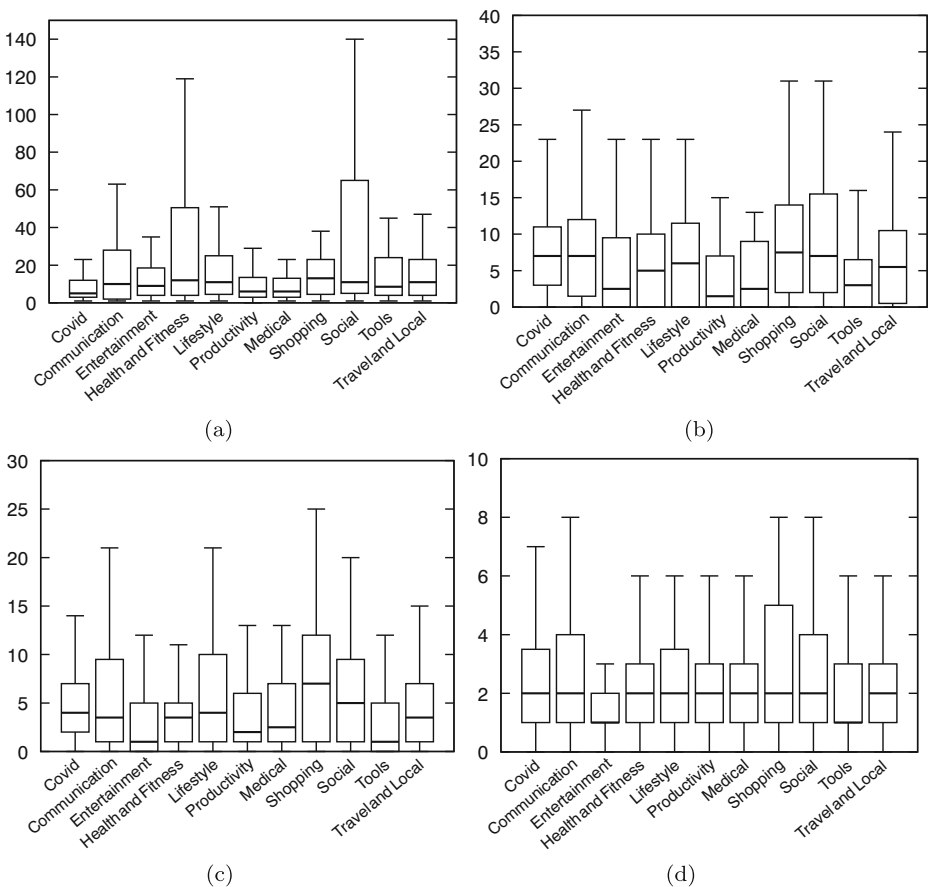 140
120
100
80
60
40
20
0
Covid
Communication
Entertainment
Health and Fitness
Lifestyle
Productivity
Medical
Shopping
Social
Tools
Travel and Local
(a)
40
35
30
25
20
15
10
5
0
Covid
Communication
Entertainment
Health and Fitness
Lifestyle
Productivity
Medical
Shopping
Social
Tools
Travel and Local
(b)
30
25
20
15
10
5
0
Covid
Communication
Entertainment
Health and Fitness
Lifestyle
Productivity
Medical
Shopping
Social
Tools
Travel and Local
(c)
10
8
6
4
2
0
Covid
Communication
Entertainment
Health and Fitness
Lifestyle
Productivity
Medical
Shopping
Social
Tools
Travel and Local
(d)